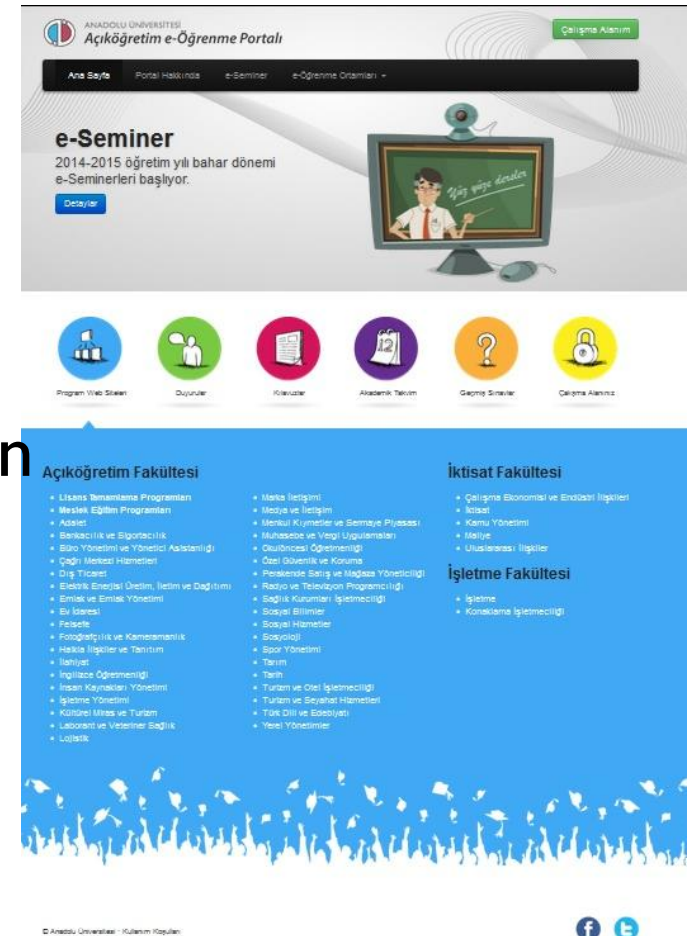 ANADOLU ÜNİVERSİTESİ
Açıköğretim e-Öğrenme Portalı
Çalışma Alanım
Ana Sayfa
Portal Hakkında
e-Seminer
e-Öğrenme Ortamları
e-Seminer
2014-2015 öğretim yılı bahar dönemi
e-Seminerleri başlıyor.
Detaylar
Yüz yüze dersler
12
Program Web Siteleri
Duyurular
Kılavuzlar
Akademik Takvim
Geçmiş Sınavlar
Çalışma Alanınız
n
Açıköğretim Fakültesi
Lisans Tamamlama Programları
Meslek Eğitim Programları
Adalet
Bankacılık ve Sigortacılık
Büro Yönetimi ve Yönetici Asistanlığı
Çağrı Merkezi Hizmetleri
Dış Ticaret
Elektrik Enerjisi Üretim, İletim ve Dağıtımı
Emlak ve Emlak Yönetimi
Ev İdaresi
Felsefe
Fotoğrafçılık ve Kameramanlık
Halkla İlişkiler ve Tanıtım
İlahiyat
İngilizce Öğretmenliği
İnsan Kaynakları Yönetimi
İşletme Yönetimi
Kültürel Miras ve Turizm
Laborant ve Veteriner Sağlık
Lojistik
Marka İletişimi
Medya ve İletişim
Menkul Kıymetler ve Sermaye Piyasası
Muhasebe ve Vergi Uygulamaları
Okulöncesi Öğretmenliği
Özel Güvenlik ve Koruma
Perakende Satış ve Mağaza Yöneticiliği
Radyo ve Televizyon Programcılığı
Sağlık Kurumları İşletmeciliği
Sosyal Bilimler
Sosyal Hizmetler
Sosyoloji
Spor Yönetimi
Tarım
Tarih
Turizm ve Otel İşletmeciliği
Turizm ve Seyahat Hizmetleri
Türk Dili ve Edebiyatı
Yerel Yönetimler
İktisat Fakültesi
Çalışma Ekonomisi ve Endüstri İlişkileri
İktisat
Kamu Yönetimi
Maliye
Uluslararası İlişkiler
İşletme Fakültesi
İşletme
Konaklama İşletmeciliği
© Anadolu Üniversitesi - Kullanım Koşulları